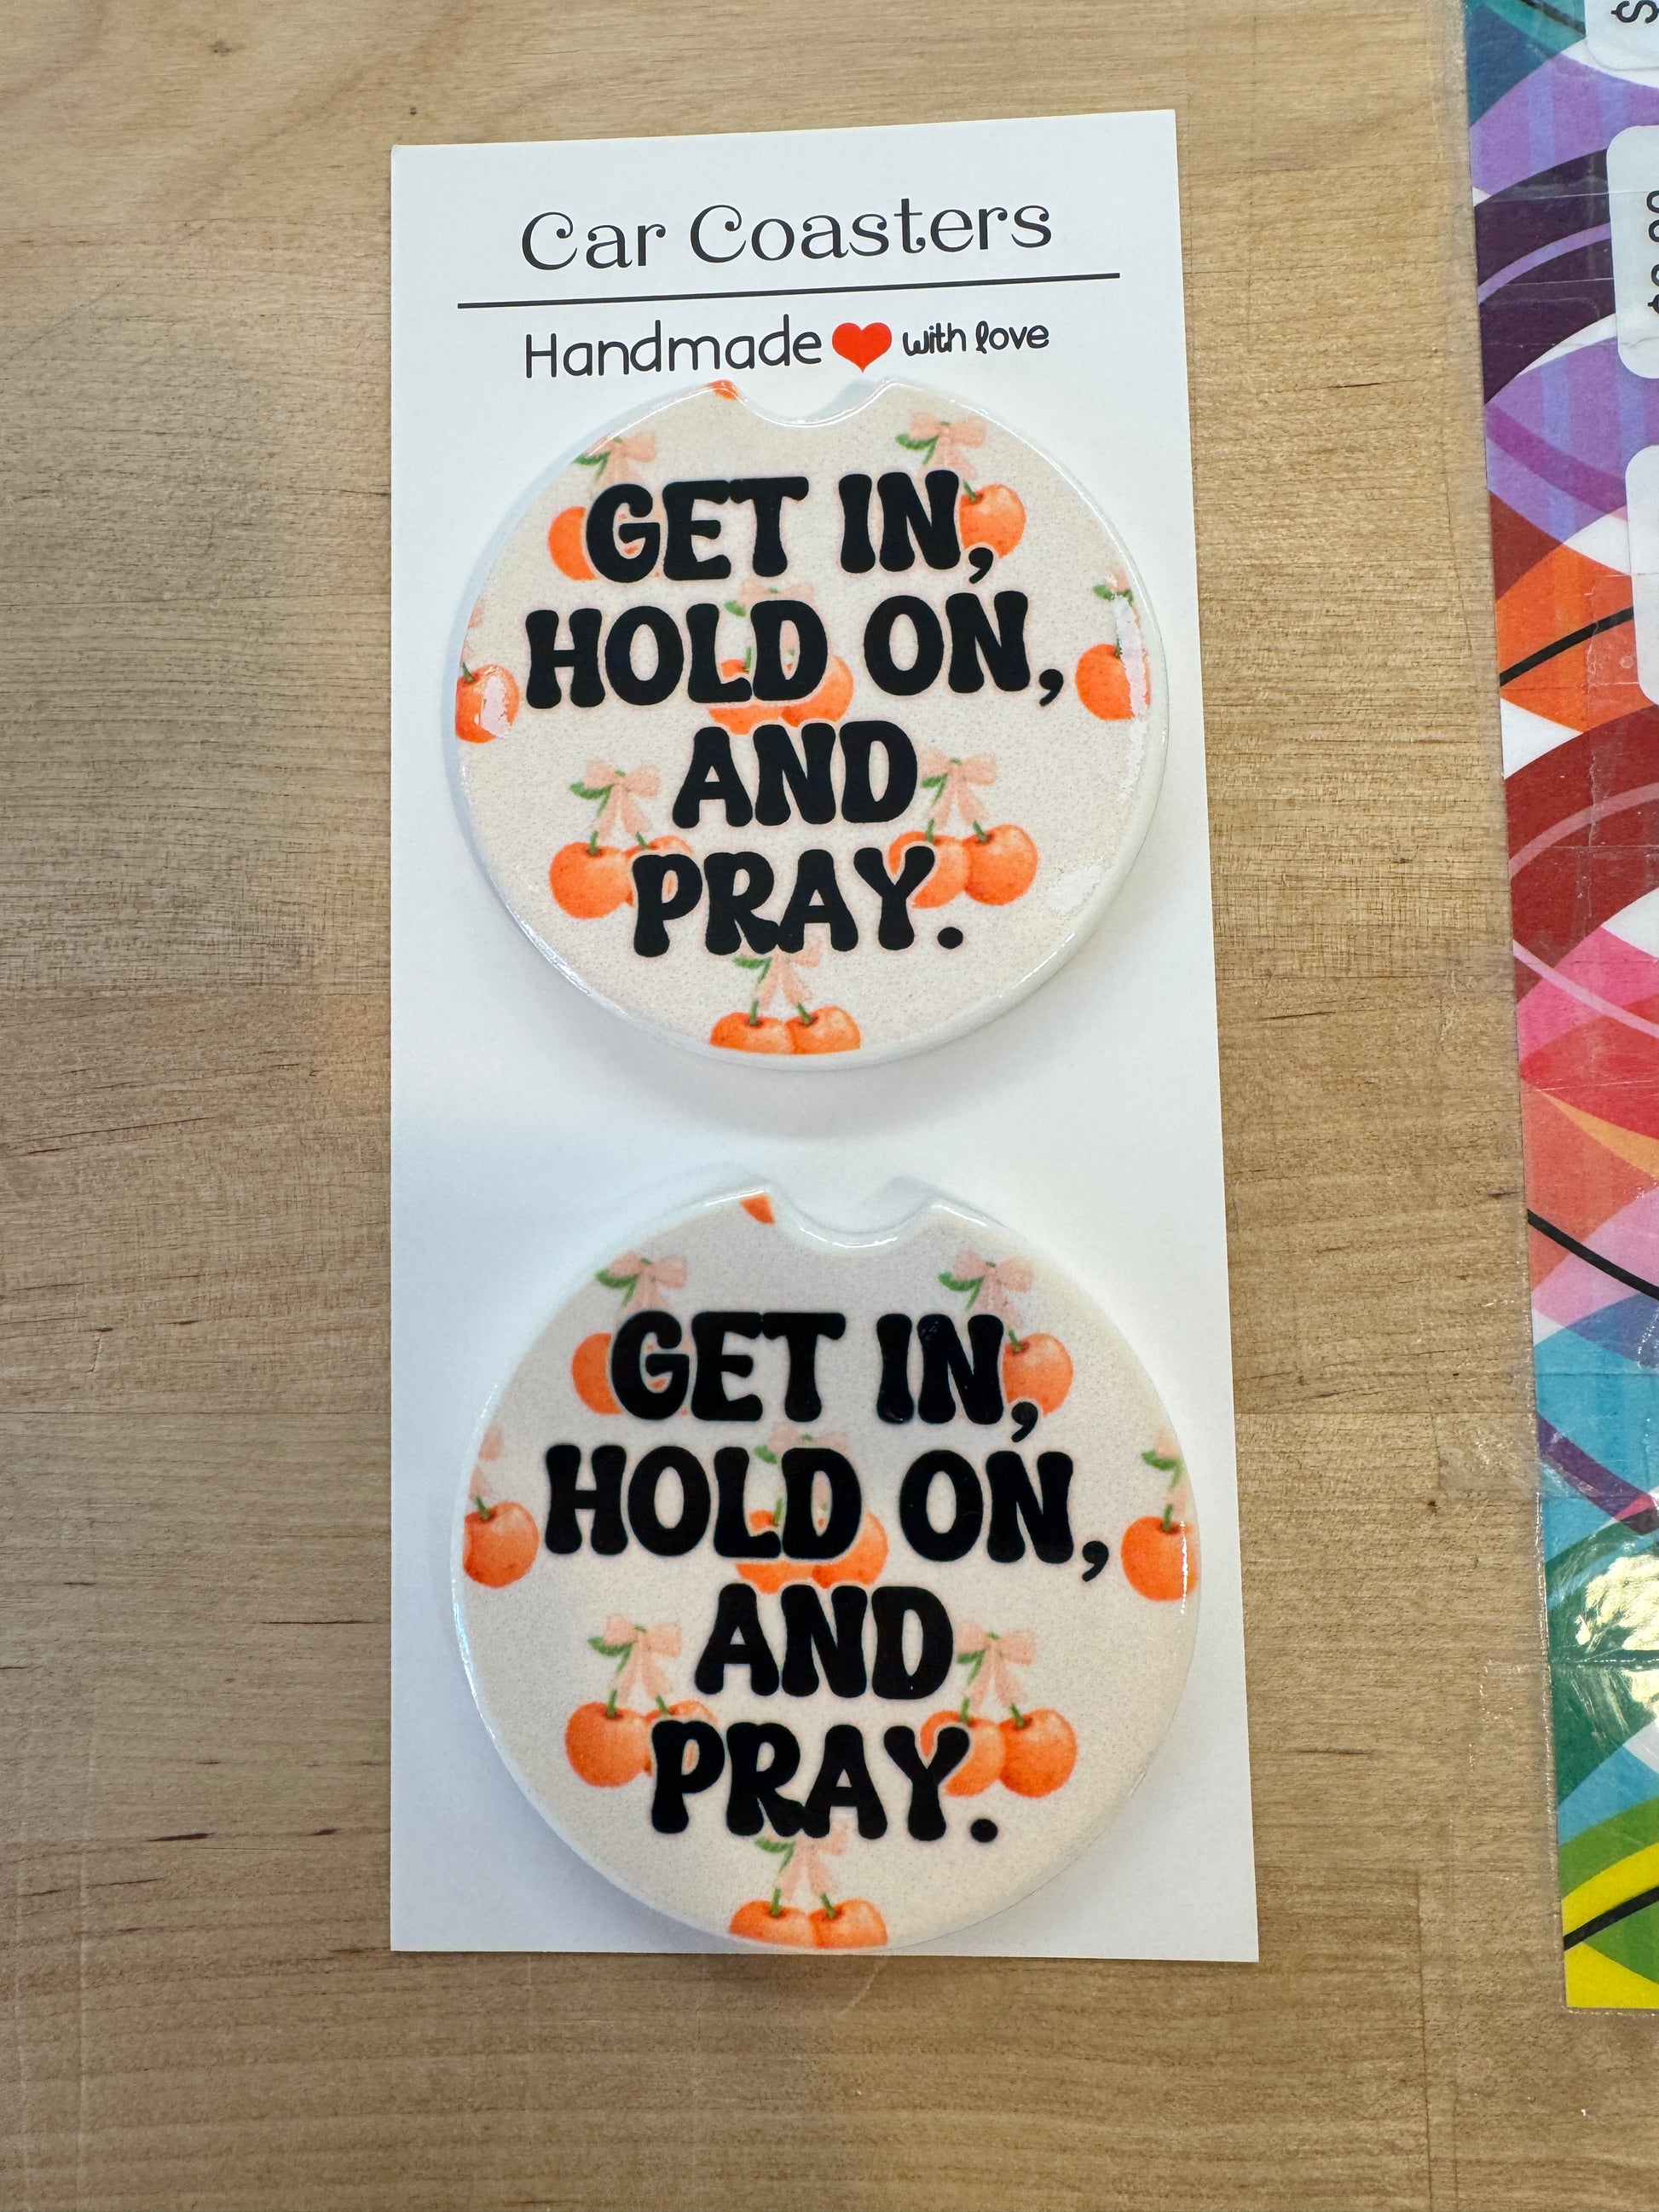 Car Coasters
Handmade with love
GET IN,
HOLD ON,
AND
PRAY.
GET IN,
HOLD ON,
AND
PRAY.